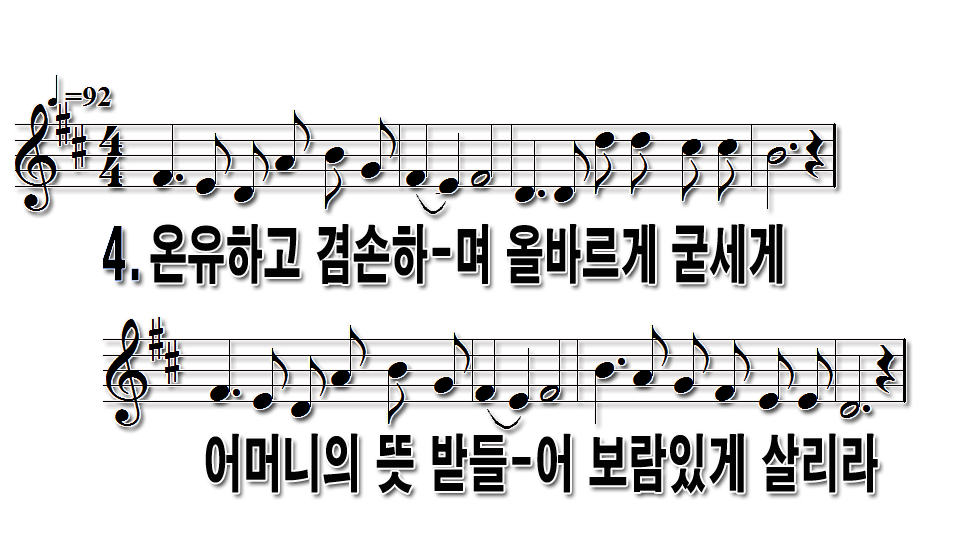 =92
4. 온유하고 겸손하-며 올바르게 굳세게
어머니의 뜻 받들-어 보람있게 살리라